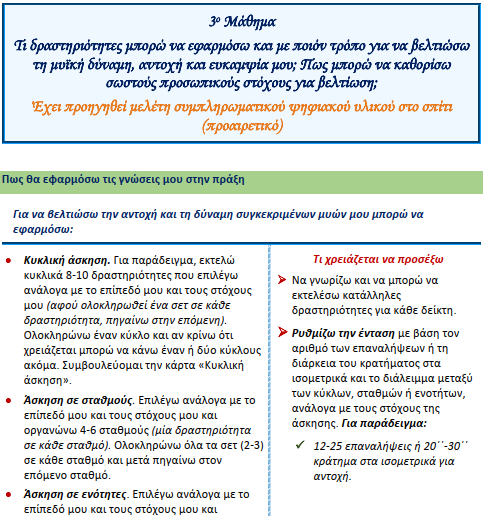 3ο Μάθημα
Τι δραστηριότητες μπορώ να εφαρμόσω και με ποιόν τρόπο για να βελτιώσω
τη μυϊκή δύναμη, αντοχή και ευκαμψία μου; Πως μπορώ να καθορίσω
σωστούς προσωπικούς στόχους για βελτίωση;
Έχει προηγηθεί μελέτη συμπληρωματικού ψηφιακού υλικού στο σπίτι
(προαιρετικό)
Πως θα εφαρμόσω τις γνώσεις μου στην πράξη
Για να βελτιώσω την αντοχή και τη δύναμη συγκεκριμένων μυών μου μπορώ να
εφαρμόσω:
• Κυκλική άσκηση. Για παράδειγμα, εκτελώ
κυκλικά 8-10 δραστηριότητες που επιλέγω
ανάλογα με το επίπεδό μου και τους στόχους
μου (αφού ολοκληρωθεί ένα σετ σε κάθε
δραστηριότητα, πηγαίνω στην επόμενη).
Ολοκληρώνω έναν κύκλο και αν κρίνω ότι
χρειάζεται μπορώ να κάνω έναν ή δύο κύκλους
ακόμα. Συμβουλεύομαι την κάρτα «Κυκλική
άσκηση».
• Άσκηση σε σταθμούς. Επιλέγω ανάλογα με το
επίπεδό μου και τους στόχους μου και
οργανώνω 4-6 σταθμούς (μία δραστηριότητα
σε κάθε σταθμό). Ολοκληρώνω όλα τα σετ (2-3)
σε κάθε σταθμό και μετά πηγαίνω στον
επόμενο σταθμό.
• Άσκηση σε ενότητες. Επιλέγω ανάλογα με το
επίπεδό μου και τους στόχους μου και
Τι χρειάζεται να προσέξω
➢ Να γνωρίζω και να μπορώ να
εκτελέσω κατάλληλες
δραστηριότητες για κάθε δείκτη.
➢ Ρυθμίζω την ένταση με βάση τον
αριθμό των επαναλήψεων ή τη
διάρκεια του κρατήματος στα
ισομετρικά και το διάλειμμα μεταξύ
των κύκλων, σταθμών ή ενοτήτων,
ανάλογα με τους στόχους της
άσκησης. Για παράδειγμα:
✓ 12-25 επαναλήψεις ή 20΄΄-30΄΄
κράτημα στα ισομετρικά για
αντοχή.